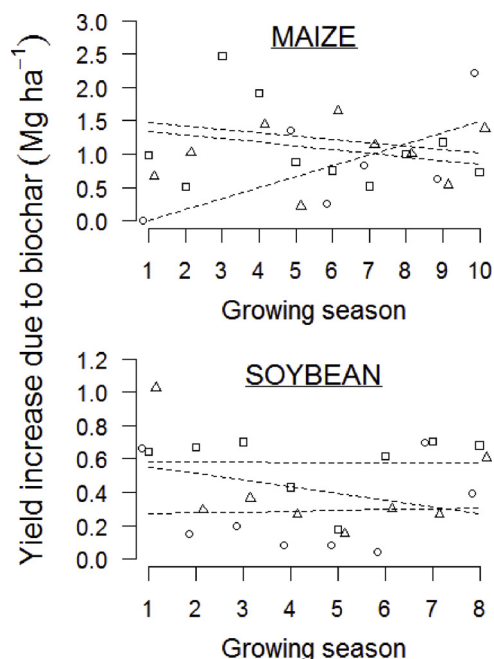 Yield increase due to biochar (Mg ha⁻¹)
MAIZE
3.0
2.5
2.0
1.5
1.0
0.5
0.0
1 2 3 4 5 6 7 8 9 10
Growing season
SOYBEAN
1.2
1.0
0.8
0.6
0.4
0.2
0.0
1 2 3 4 5 6 7 8
Growing season